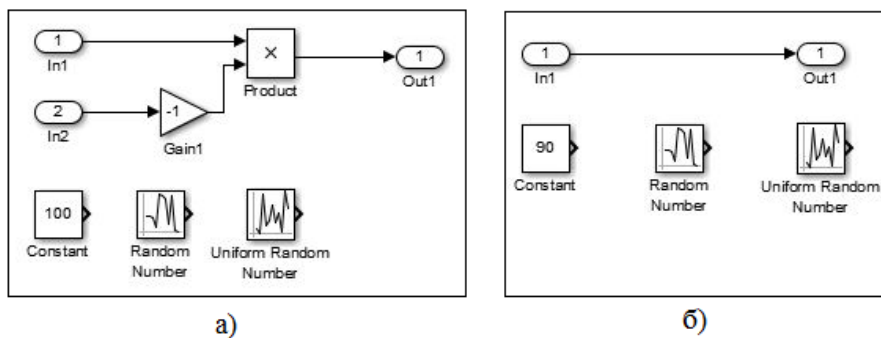 1
In1
×
Product
1
Out1
2
In2
-1
Gain1
100
Constant
Random
Number
Uniform Random
Number
а)
1
In1
1
Out1
90
Constant
Random
Number
Uniform Random
Number
б)